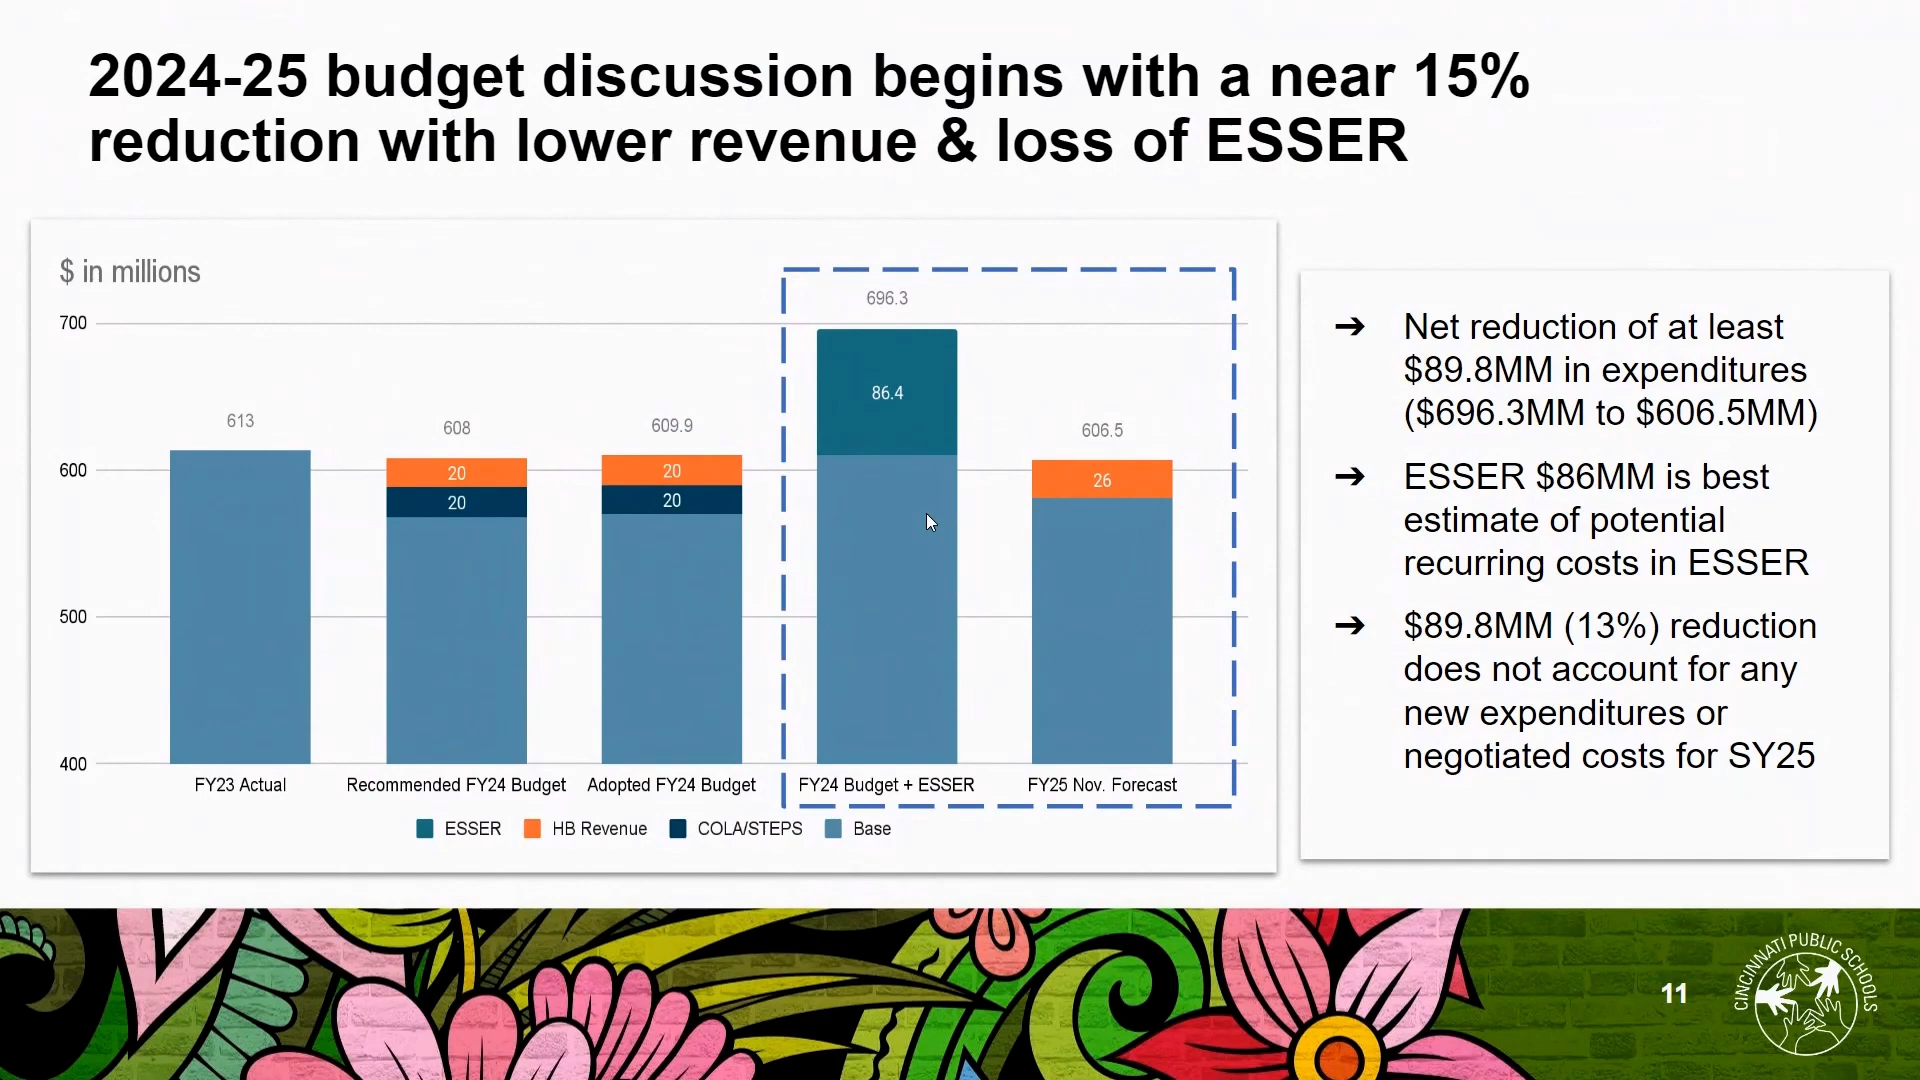 2024-25 budget discussion begins with a near 15%
reduction with lower revenue & loss of ESSER
$ in millions
700
600
500
400
613
608
20
20
609.9
20
20
696.3
86.4
606.5
26
FY23 Actual
Recommended FY24 Budget
Adopted FY24 Budget
FY24 Budget + ESSER
FY25 Nov. Forecast
ESSER
HB Revenue
COLA/STEPS
Base
➔ Net reduction of at least
$89.8MM in expenditures
($696.3MM to $606.5MM)
➔ ESSER $86MM is best
estimate of potential
recurring costs in ESSER
➔ $89.8MM (13%) reduction
does not account for any
new expenditures or
negotiated costs for SY25
11
CINCINNATI PUBLIC SCHOOLS